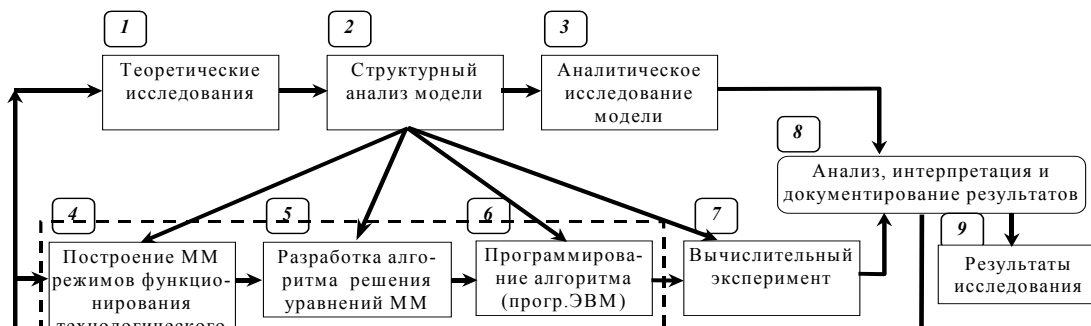 1
Теоретические
исследования
2
Структурный
анализ модели
3
Аналитическое
исследование
модели
8
Анализ, интерпретация и
документирование результатов
4
Построение ММ
режимов функцио-
нирования
технологического
5
Разработка алго-
ритма решения
уравнений ММ
6
Программирова-
ние алгоритма
(прогр.ЭВМ)
7
Вычислительный
эксперимент
9
Результаты
исследования